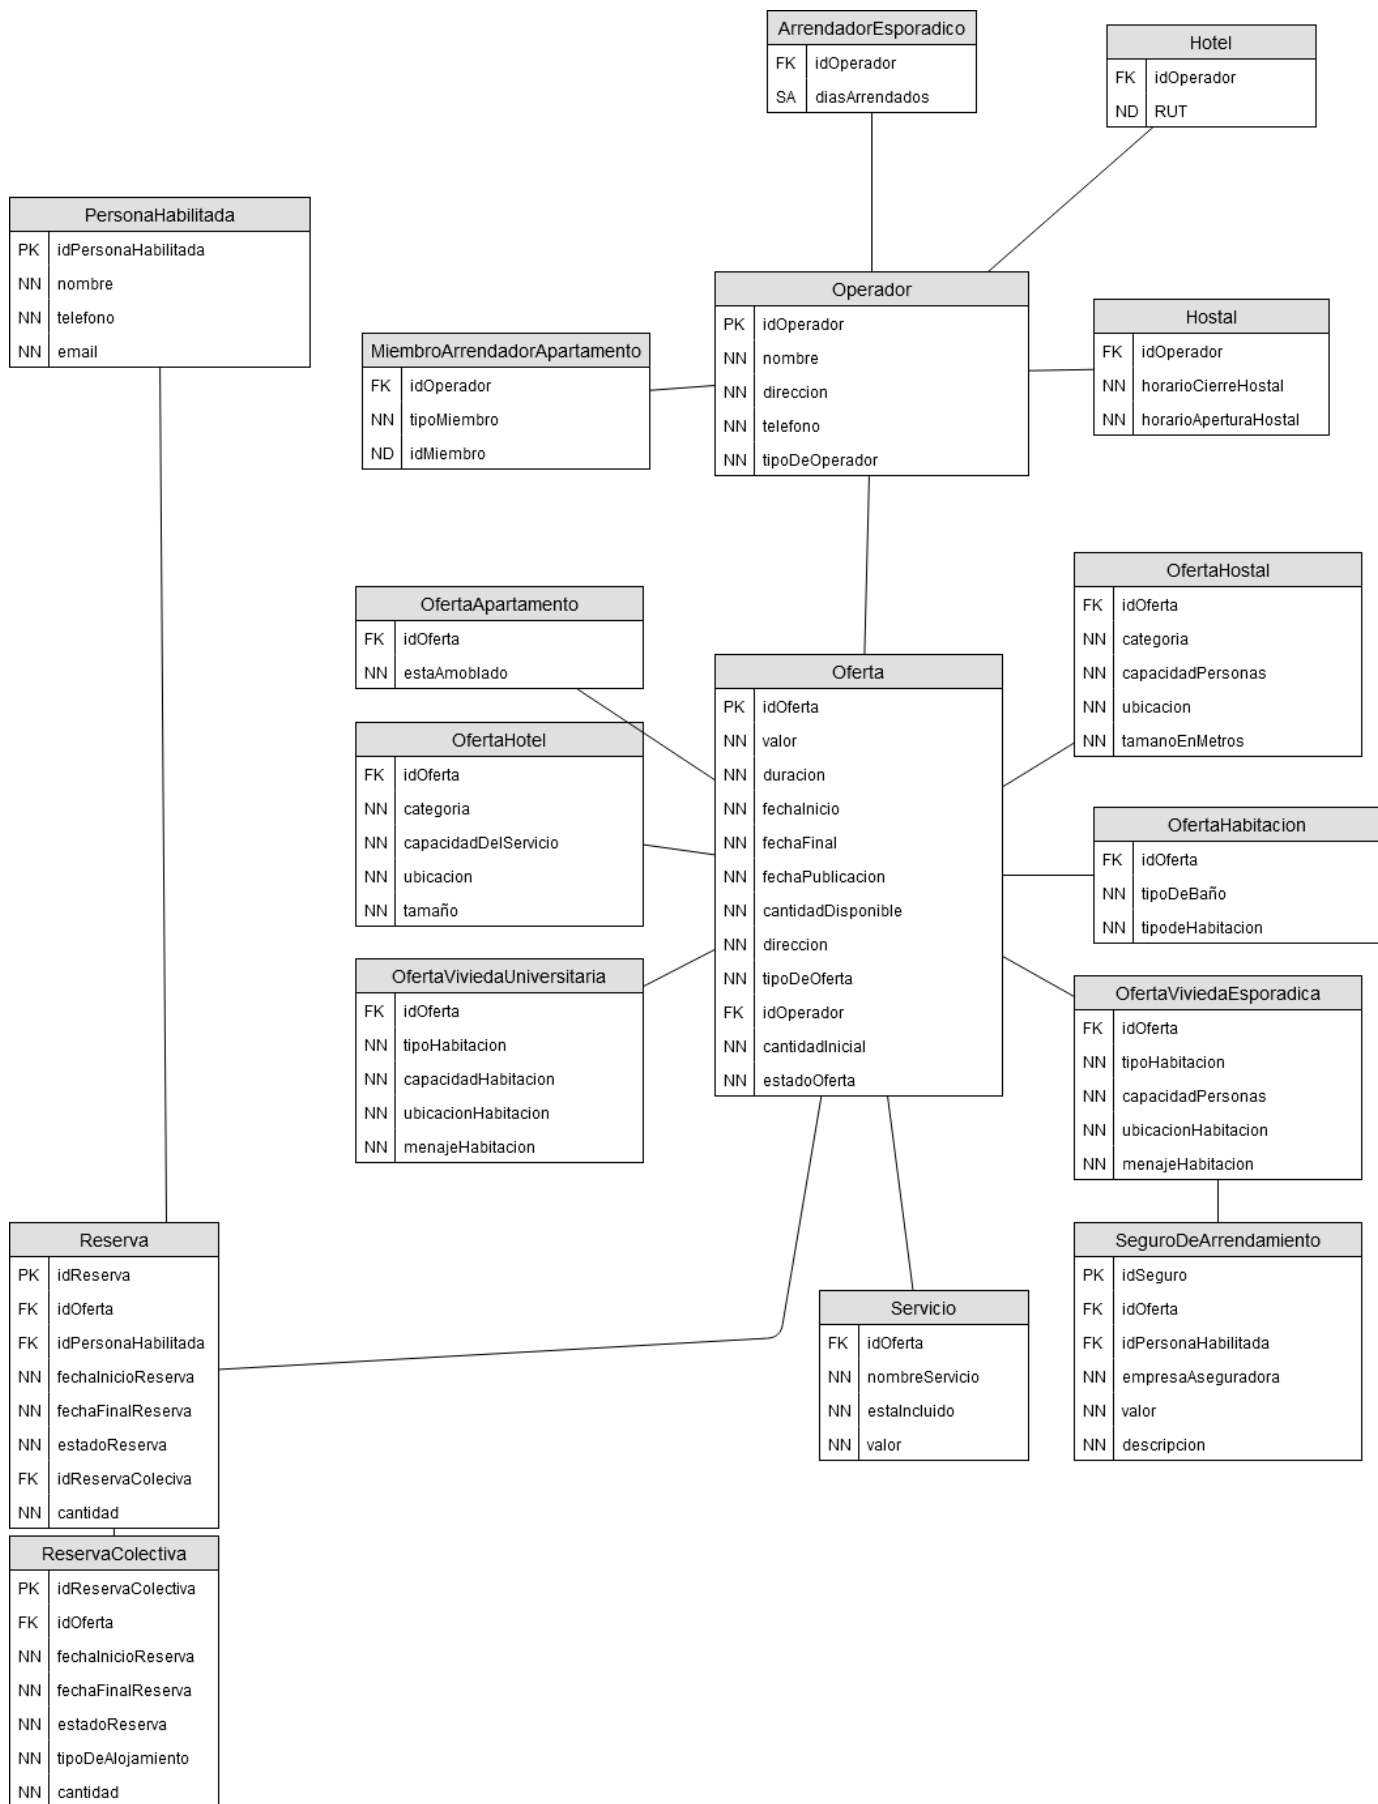 ArrendadorEsporadico
FK idOperador
SA diasArrendados
Hotel
FK idOperador
ND RUT
PersonaHabilitada
PK idPersonaHabilitada
NN nombre
NN telefono
NN email
MiembroArrendadorApartamento
FK idOperador
NN tipoMiembro
ND idMiembro
Operador
PK idOperador
NN nombre
NN direccion
NN telefono
NN tipoDeOperador
Hostal
FK idOperador
NN horarioCierreHostal
NN horarioAperturaHostal
OfertaApartamento
FK idOferta
NN estaAmoblado
OfertaHotel
FK idOferta
NN categoria
NN capacidadDelServicio
NN ubicacion
NN tamaño
OfertaViviedaUniversitaria
FK idOferta
NN tipoHabitacion
NN capacidadHabitacion
NN ubicacionHabitacion
NN menajeHabitacion
Oferta
PK idOferta
NN valor
NN duracion
NN fechaInicio
NN fechaFinal
NN fechaPublicacion
NN cantidadDisponible
NN direccion
NN tipoDeOferta
FK idOperador
NN cantidadInicial
NN estadoOferta
OfertaHostal
FK idOferta
NN categoria
NN capacidadPersonas
NN ubicacion
NN tamanoEnMetros
OfertaHabitacion
FK idOferta
NN tipoDeBaño
NN tipodeHabitacion
OfertaViviedaEsporadica
FK idOferta
NN tipoHabitacion
NN capacidadPersonas
NN ubicacionHabitacion
NN menajeHabitacion
Reserva
PK idReserva
FK idOferta
FK idPersonaHabilitada
NN fechaInicioReserva
NN fechaFinalReserva
NN estadoReserva
FK idReservaColeciva
NN cantidad
Servicio
FK idOferta
NN nombreServicio
NN estaIncluido
NN valor
SeguroDeArrendamiento
PK idSeguro
FK idOferta
FK idPersonaHabilitada
NN empresaAseguradora
NN valor
NN descripcion
ReservaColectiva
PK idReservaColectiva
FK idOferta
NN fechaInicioReserva
NN fechaFinalReserva
NN estadoReserva
NN tipoDeAlojamiento
NN cantidad